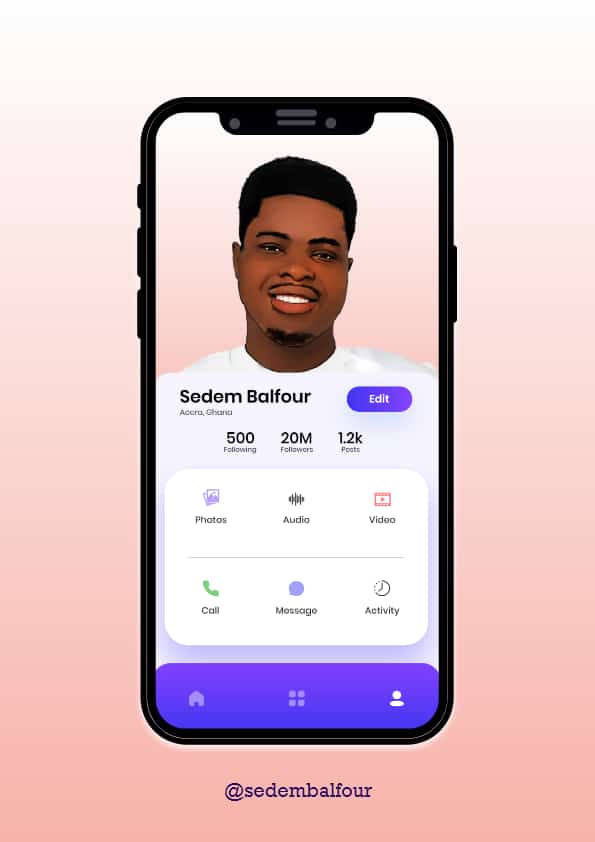 Sedem Balfour
Edit
Accra, Ghana
500 20M 1.2k
Following Followers Posts
Photos Audio Video
Call Message Activity
@sedembalfour